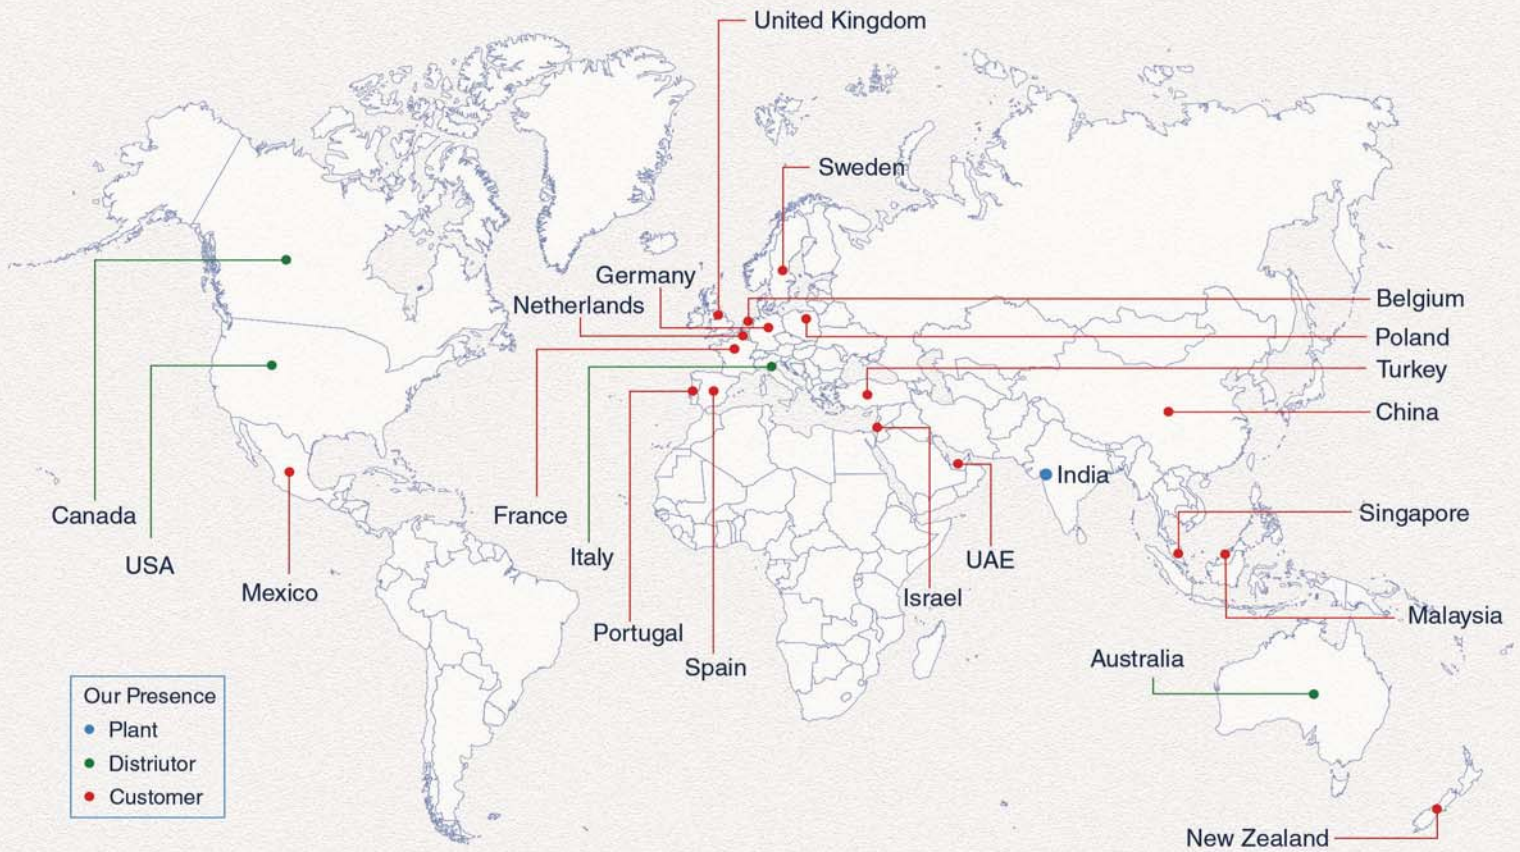 United Kingdom
Sweden
Germany
Netherlands
Belgium
Poland
Turkey
China
India
Singapore
Canada
France
USA
Italy
UAE
Mexico
Israel
Malaysia
Portugal
Spain
Australia
Our Presence
Plant
Distriutor
Customer
New Zealand